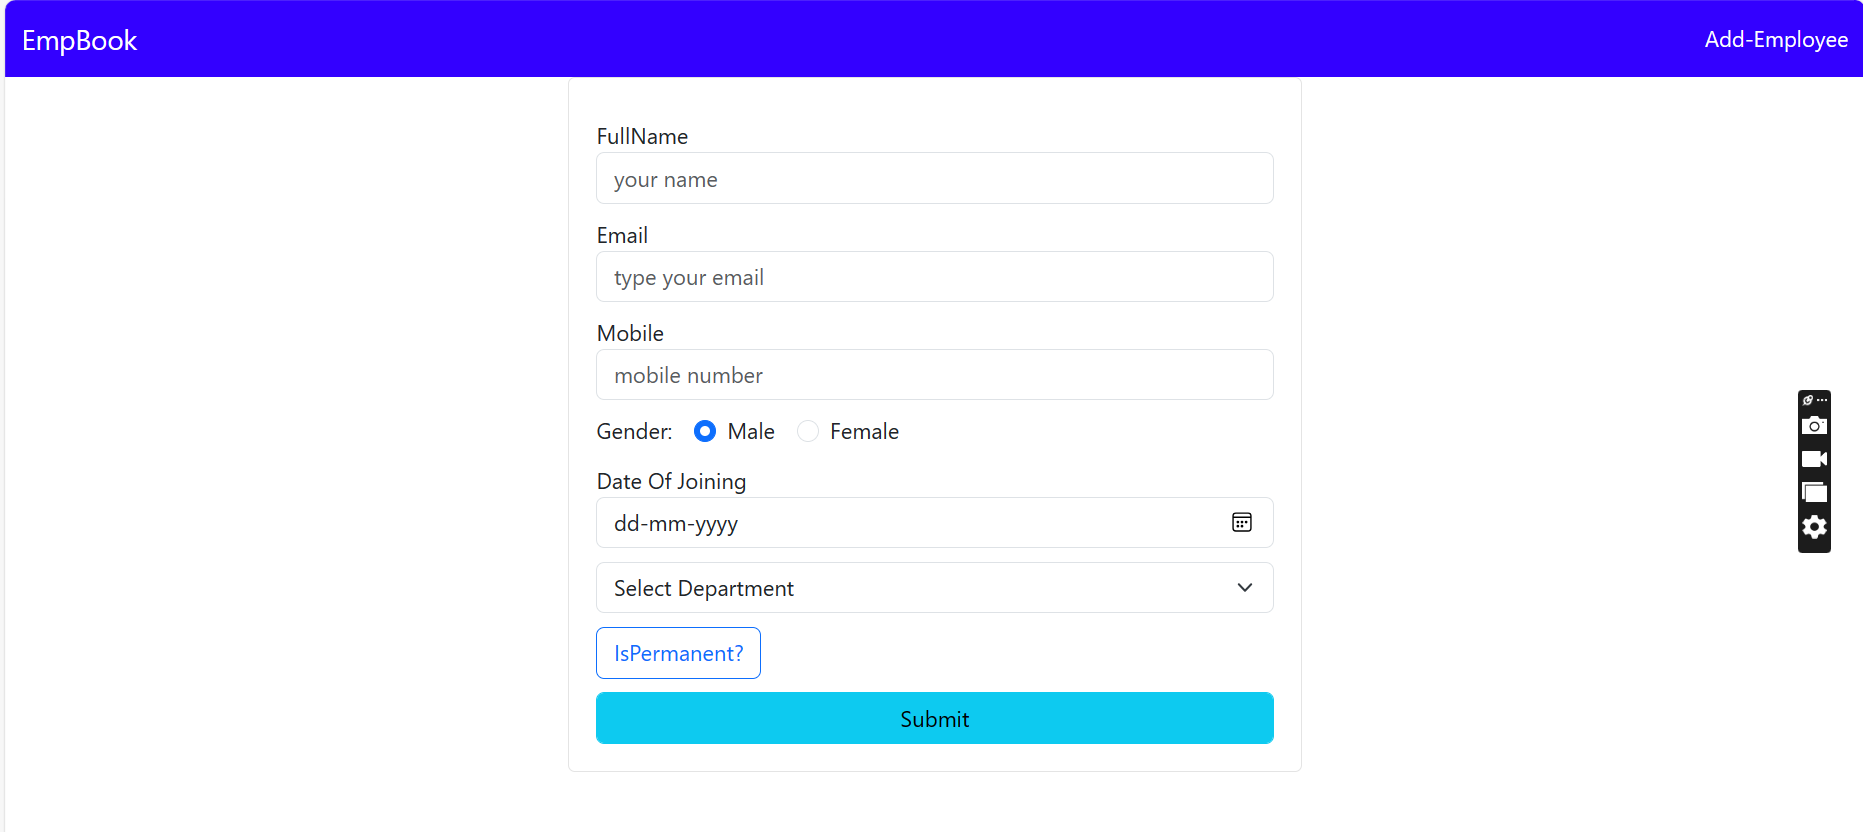 EmpBook Add-Employee
FullName
your name
Email
type your email
Mobile
mobile number
Gender: Male Female
Date Of Joining
dd-mm-yyyy
Select Department
IsPermanent?
Submit